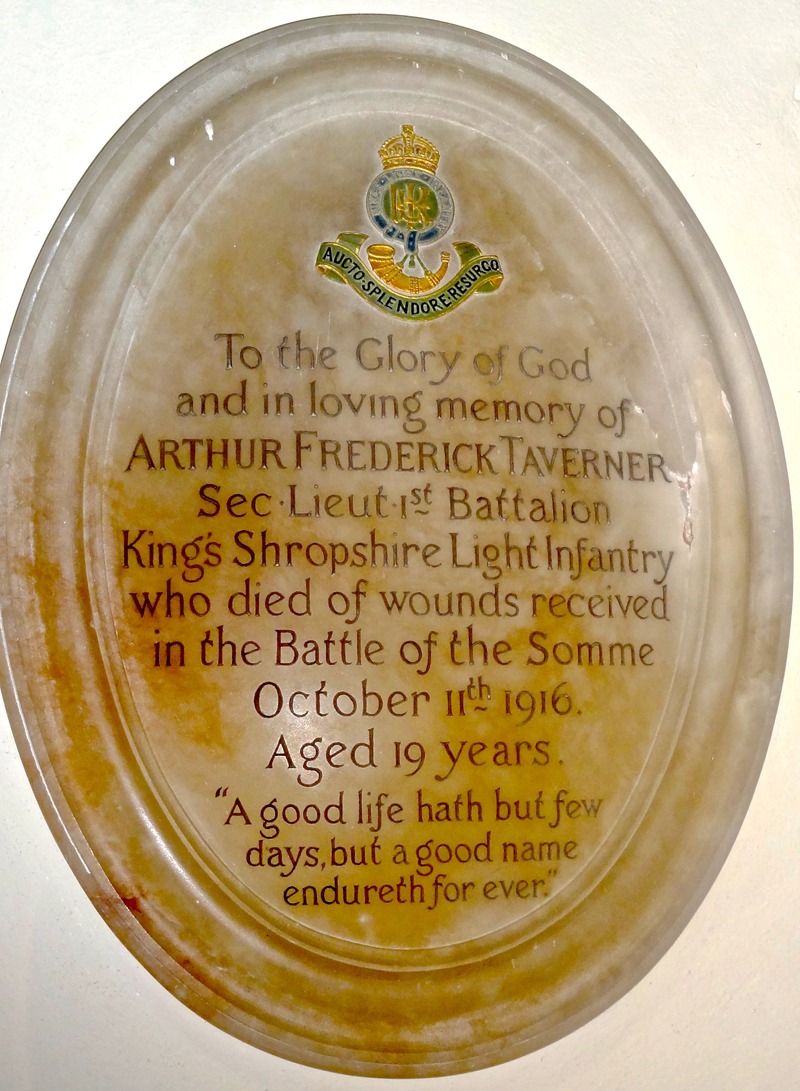 AUCTO·SPLENDORE·RESURGO
To the Glory of God
and in loving memory of
ARTHUR FREDERICK TAVERNER
Sec·Lieut·1st Battalion
King's Shropshire Light Infantry
who died of wounds received
in the Battle of the Somme
October 11th 1916.
Aged 19 years.
"A good life hath but few
days, but a good name
endureth for ever."